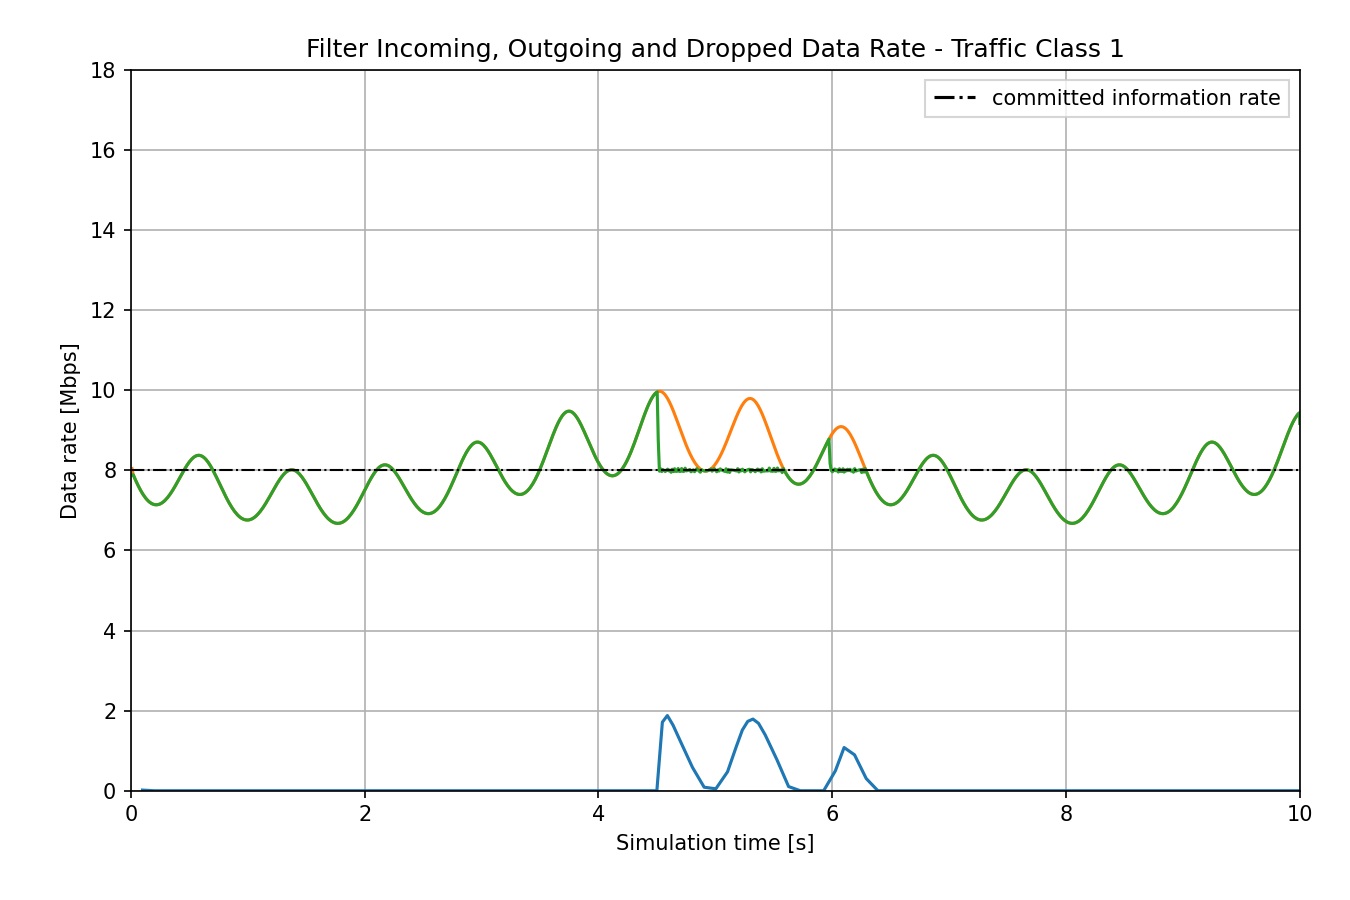 Filter Incoming, Outgoing and Dropped Data Rate - Traffic Class 1
committed information rate
18
16
14
12
10
8
6
4
2
0
Data rate [Mbps]
0 2 4 6 8 10
Simulation time [s]